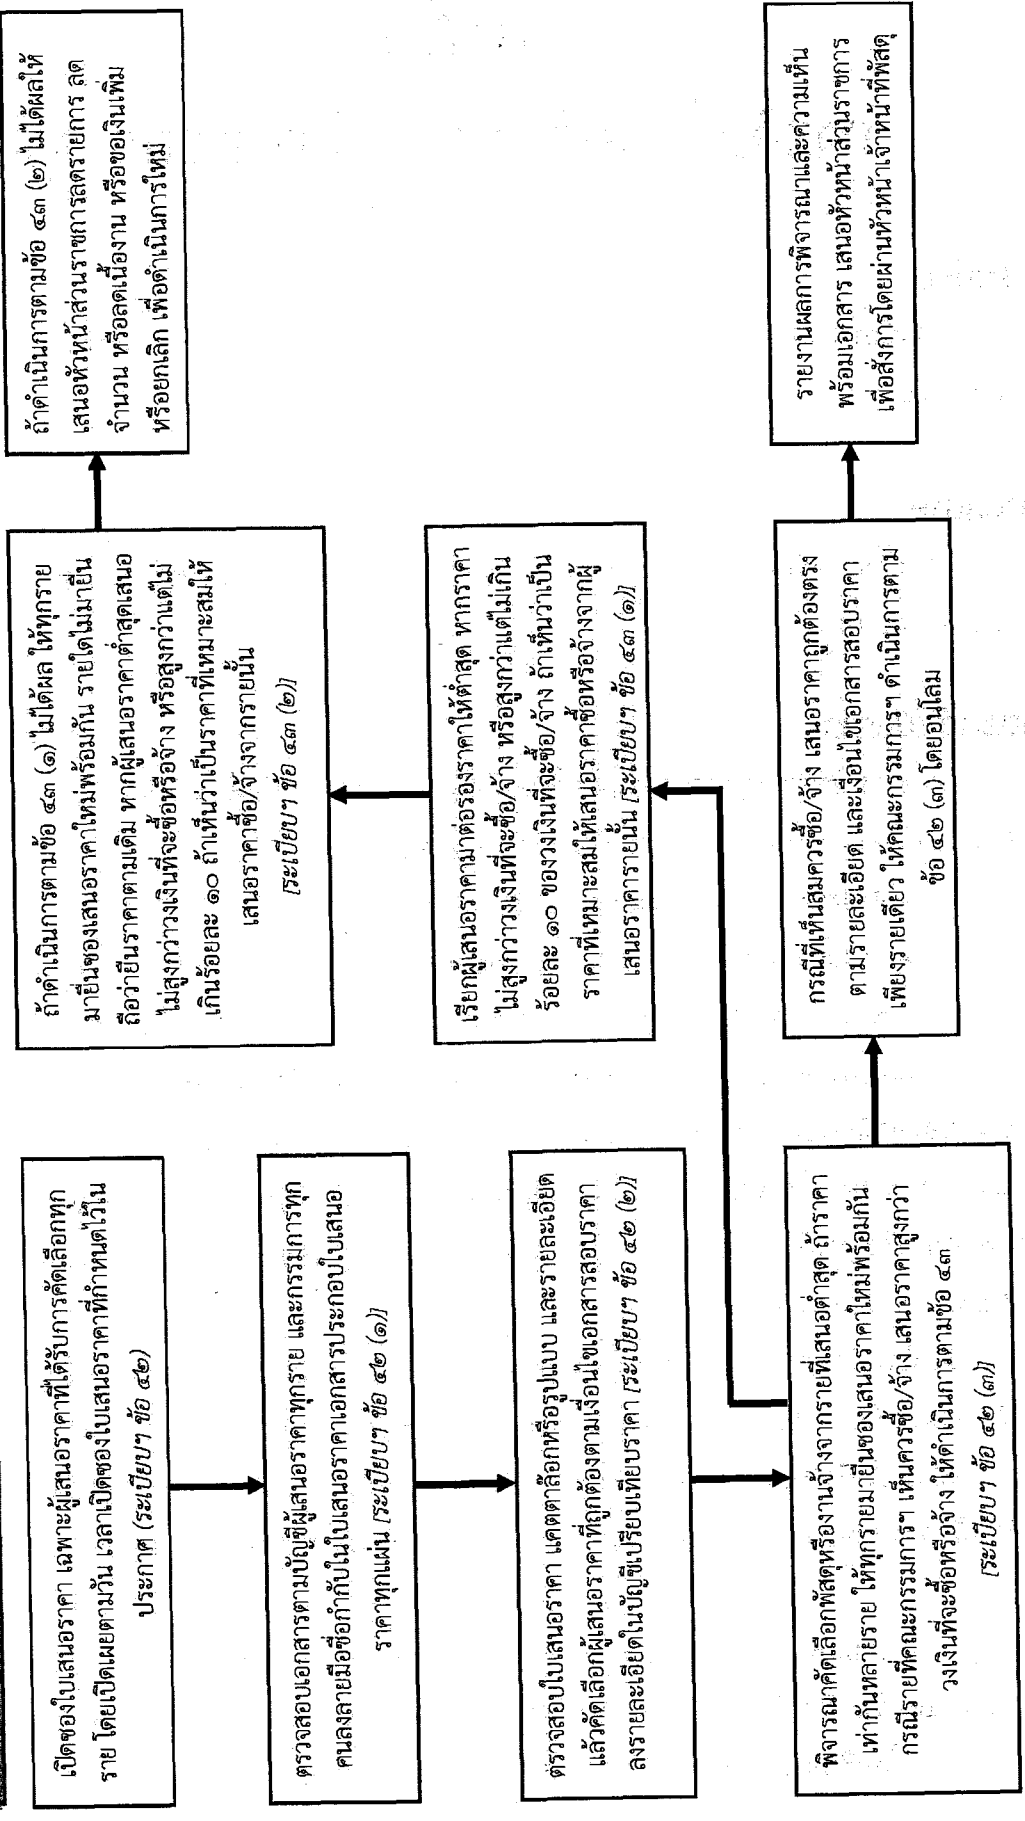 เปิดซองใบเสนอราคา เฉพาะผู้เสนอราคาที่ได้รับการคัดเลือกทุก
ราย โดยเปิดเผยตามวัน เวลาเปิดซองใบเสนอราคาที่กำหนดไว้ใน
ประกาศ (ระเบียบฯ ข้อ ๔๒)
ตรวจสอบเอกสารตามบัญชีผู้เสนอราคาทุกราย และกรรมการทุก
คนลงลายมือชื่อกำกับในใบเสนอราคาเอกสารประกอบใบเสนอ
ราคาทุกแผ่น [ระเบียบฯ ข้อ ๔๒ (๑)]
ตรวจสอบใบเสนอราคา แคตตาล๊อกหรือรูปแบบ และรายละเอียด
แล้วคัดเลือกผู้เสนอราคาที่ถูกต้องตามเงื่อนไขเอกสารสอบราคา
ลงรายละเอียดในบัญชีเปรียบเทียบราคา [ระเบียบฯ ข้อ ๔๒ (๒)]
พิจารณาคัดเลือกพัสดุหรืองานจ้างจากรายที่เสนอต่ำสุด ถ้าราคา
เท่ากันหลายราย ให้ทุกรายมายื่นซองเสนอราคาใหม่พร้อมกัน
กรณีรายที่คณะกรรมการฯ เห็นควรซื้อ/จ้าง เสนอราคาสูงกว่า
วงเงินที่จะซื้อหรือจ้าง ให้ดำเนินการตามข้อ ๔๓
[ระเบียบฯ ข้อ ๔๒ (๓)]
เรียกผู้เสนอราคามาต่อรองราคาให้ต่ำสุด หากราคา
ไม่สูงกว่าวงเงินที่จะซื้อ/จ้าง หรือสูงกว่าแต่ไม่เกิน
ร้อยละ ๑๐ ของวงเงินที่จะซื้อ/จ้าง ถ้าเห็นว่าเป็น
ราคาที่เหมาะสมให้เสนอราคาซื้อหรือจ้างจากผู้
เสนอราคารายนั้น [ระเบียบฯ ข้อ ๔๓ (๑)]
ถ้าดำเนินการตามข้อ ๔๓ (๑) ไม่ได้ผล ให้ทุกราย
มายื่นซองเสนอราคาใหม่พร้อมกัน รายใดไม่มายื่น
ถือว่ายืนราคาตามเดิม หากผู้เสนอราคาต่ำสุดเสนอ
ไม่สูงกว่าวงเงินที่จะซื้อหรือจ้าง หรือสูงกว่าแต่ไม่
เกินร้อยละ ๑๐ ถ้าเห็นว่าเป็นราคาที่เหมาะสมให้
เสนอราคาซื้อ/จ้างจากรายนั้น
[ระเบียบฯ ข้อ ๔๓ (๒)]
ถ้าดำเนินการตามข้อ ๔๓ (๒) ไม่ได้ผลให้
เสนอหัวหน้าส่วนราชการลดรายการ ลด
จำนวน หรือลดเนื้องาน หรือขอเงินเพิ่ม
หรือยกเลิก เพื่อดำเนินการใหม่
กรณีที่เห็นสมควรซื้อ/จ้าง เสนอราคาถูกต้องตรง
ตามรายละเอียด และเงื่อนไขเอกสารสอบราคา
เพียงรายเดียว ให้คณะกรรมการฯ ดำเนินการตาม
ข้อ ๔๒ (๓) โดยอนุโลม
รายงานผลการพิจารณาและความเห็น
พร้อมเอกสาร เสนอหัวหน้าส่วนราชการ
เพื่อสั่งการโดยผ่านหัวหน้าเจ้าหน้าที่พัสดุ